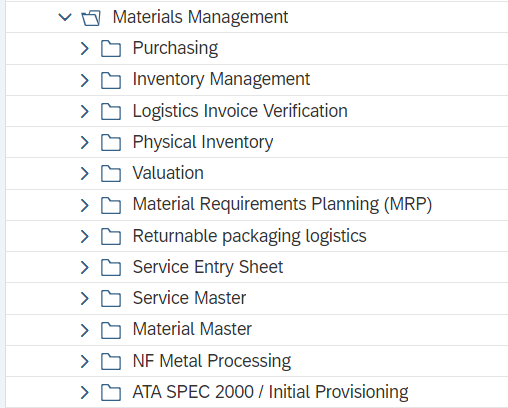 Materials Management
Purchasing
Inventory Management
Logistics Invoice Verification
Physical Inventory
Valuation
Material Requirements Planning (MRP)
Returnable packaging logistics
Service Entry Sheet
Service Master
Material Master
NF Metal Processing
ATA SPEC 2000 / Initial Provisioning